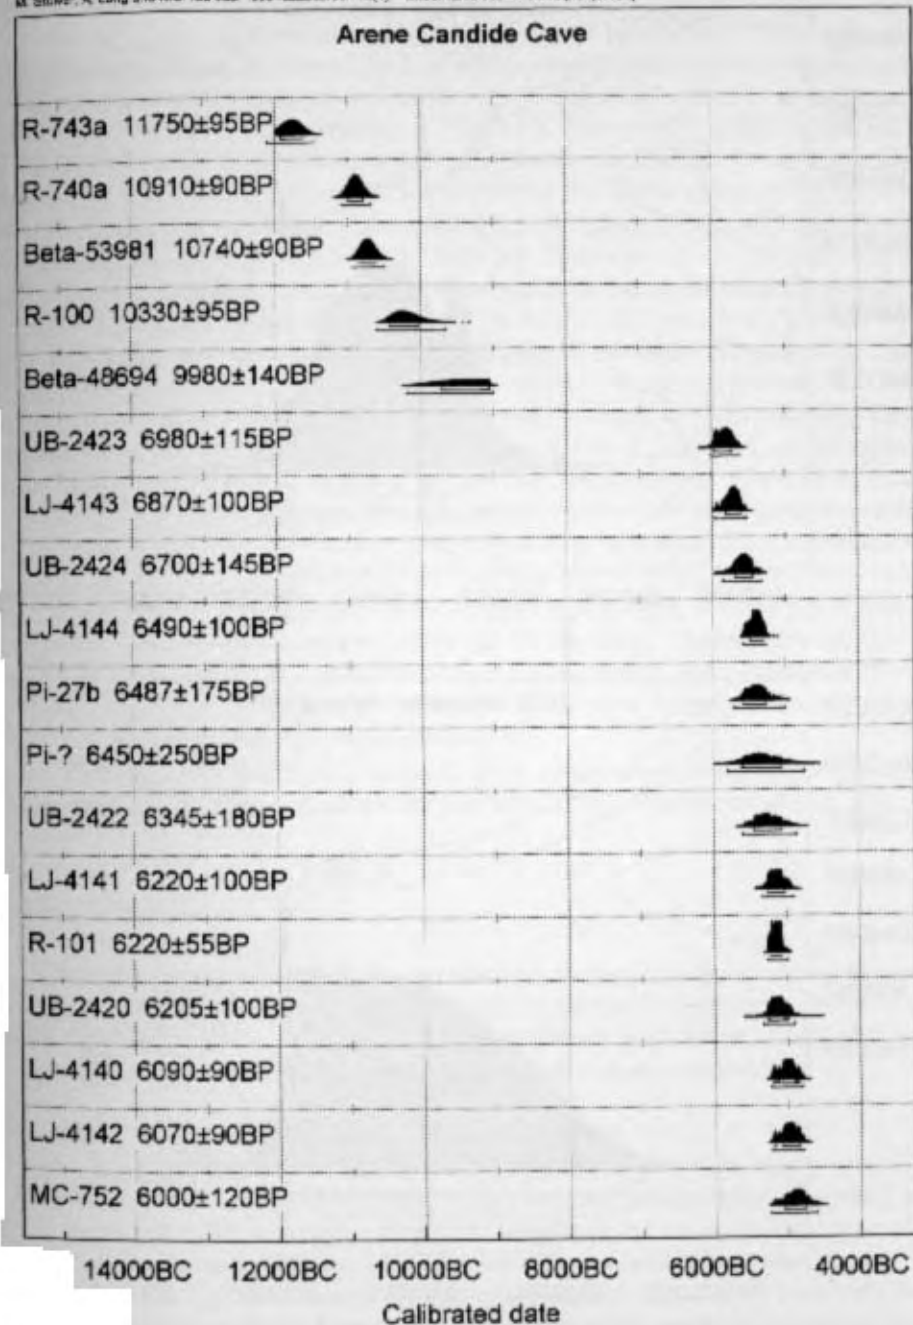 Arene Candide Cave
R-743a 11750±95BP
R-740a 10910±90BP
Beta-53981 10740±90BP
R-100 10330±95BP
Beta-48694 9980±140BP
UB-2423 6980±115BP
LJ-4143 6870±100BP
UB-2424 6700±145BP
LJ-4144 6490±100BP
Pi-27b 6487±175BP
Pi-? 6450±250BP
UB-2422 6345±180BP
LJ-4141 6220±100BP
R-101 6220±55BP
UB-2420 6205±100BP
LJ-4140 6090±90BP
LJ-4142 6070±90BP
MC-752 6000±120BP
14000BC 12000BC 10000BC 8000BC 6000BC 4000BC
Calibrated date